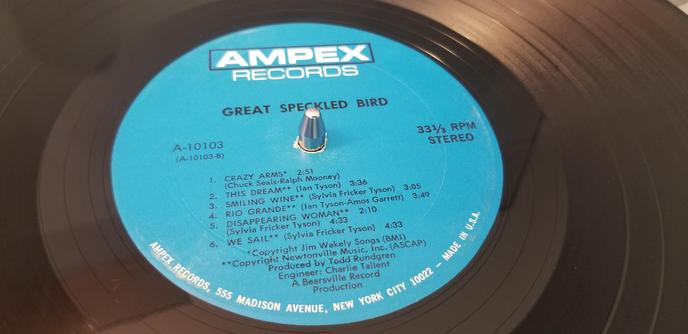 AMPEX
RECORDS
GREAT SPECKLED BIRD
A-10103
(A-10103-B)
33⅓ RPM
STEREO
1. CRAZY ARMS* 2:51
(Chuck Seals-Ralph Mooney)
2. THIS DREAM** (Ian Tyson) 3:36
3. SMILING WINE** (Sylvia Fricker Tyson) 3:05
4. RIO GRANDE** (Ian Tyson-Amos Garrett) 3:49
5. DISAPPEARING WOMAN** 2:10
(Sylvia Fricker Tyson) 4:33
6. WE SAIL** (Sylvia Fricker Tyson) 4:33
*Copyright Jim Wakely Songs (BMI)
**Copyright Newtonville Music, Inc. (ASCAP)
Produced by Todd Rundgren
Engineer: Charlie Tallent
A Bearsville Record
Production
AMPEX RECORDS, 555 MADISON AVENUE, NEW YORK CITY 10022 – MADE IN U.S.A.